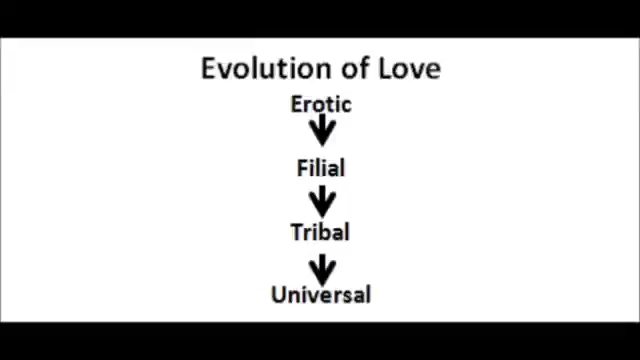 Evolution of Love
Erotic
Filial
Tribal
Universal